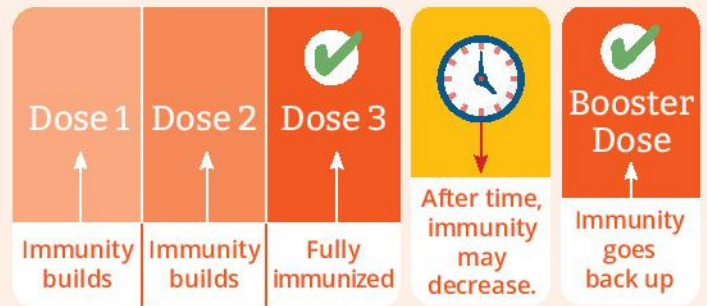 Dose 1
Immunity
builds
Dose 2
Immunity
builds
Dose 3
Fully
immunized
After time,
immunity
may
decrease.
Booster
Dose
Immunity
goes
back up